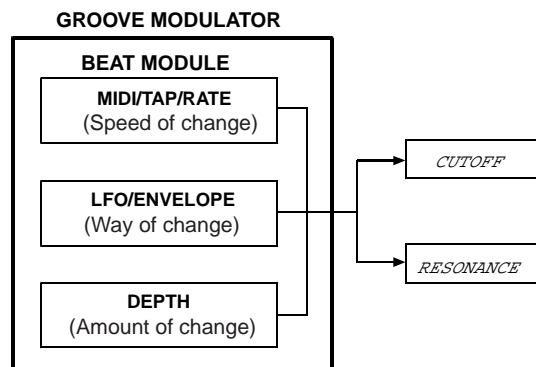 GROOVE MODULATOR
BEAT MODULE
MIDI/TAP/RATE
(Speed of change)
CUTOFF
LFO/ENVELOPE
(Way of change)
RESONANCE
DEPTH
(Amount of change)